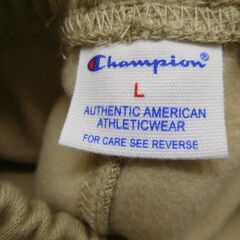 Champion
L
AUTHENTIC AMERICAN
ATHLETICWEAR
FOR CARE SEE REVERSE